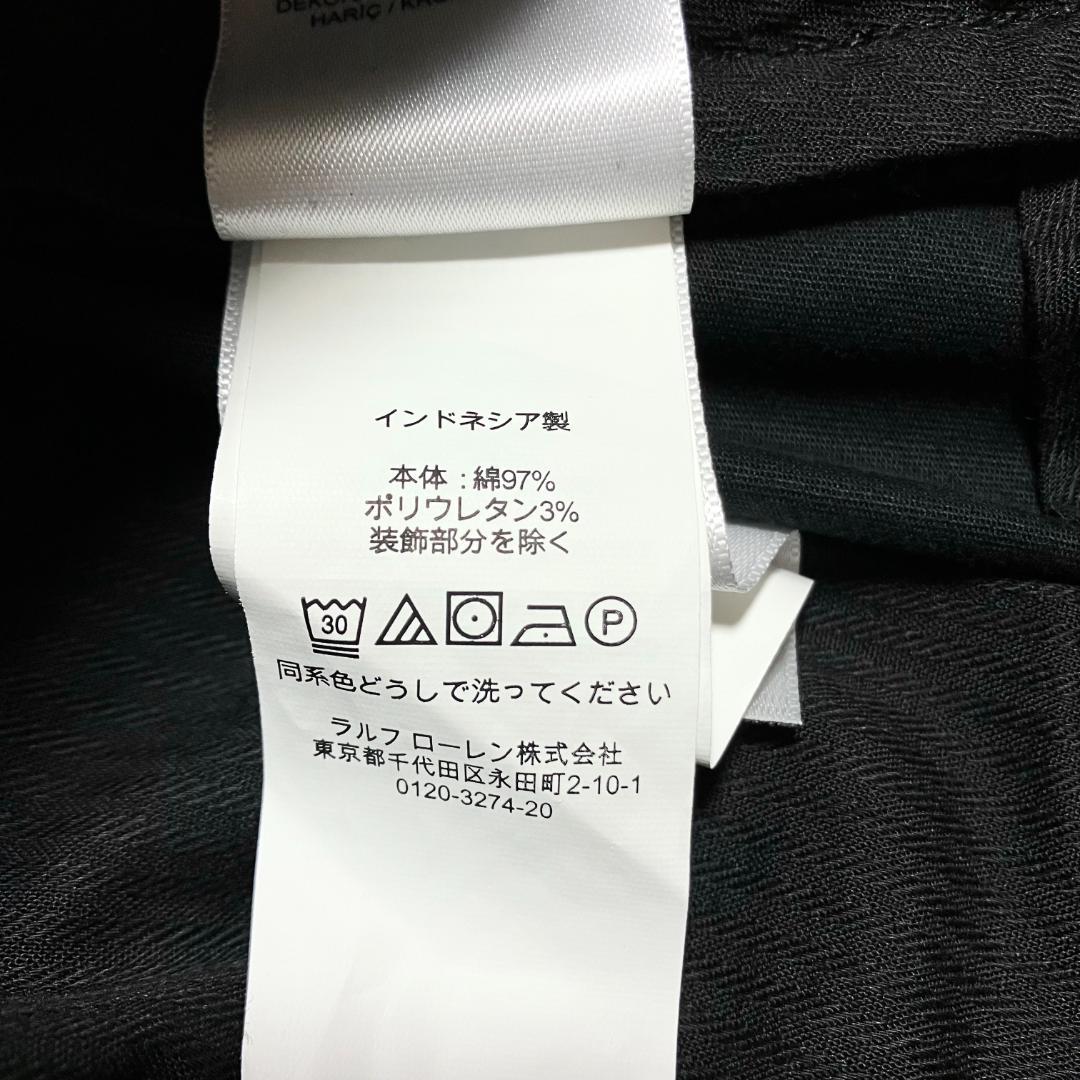 HARİÇ /
インドネシア製
本体 : 綿97%
ポリウレタン3%
装飾部分を除く
30
P
同系色どうしで洗ってください
ラルフ ローレン株式会社
東京都千代田区永田町2-10-1
0120-3274-20